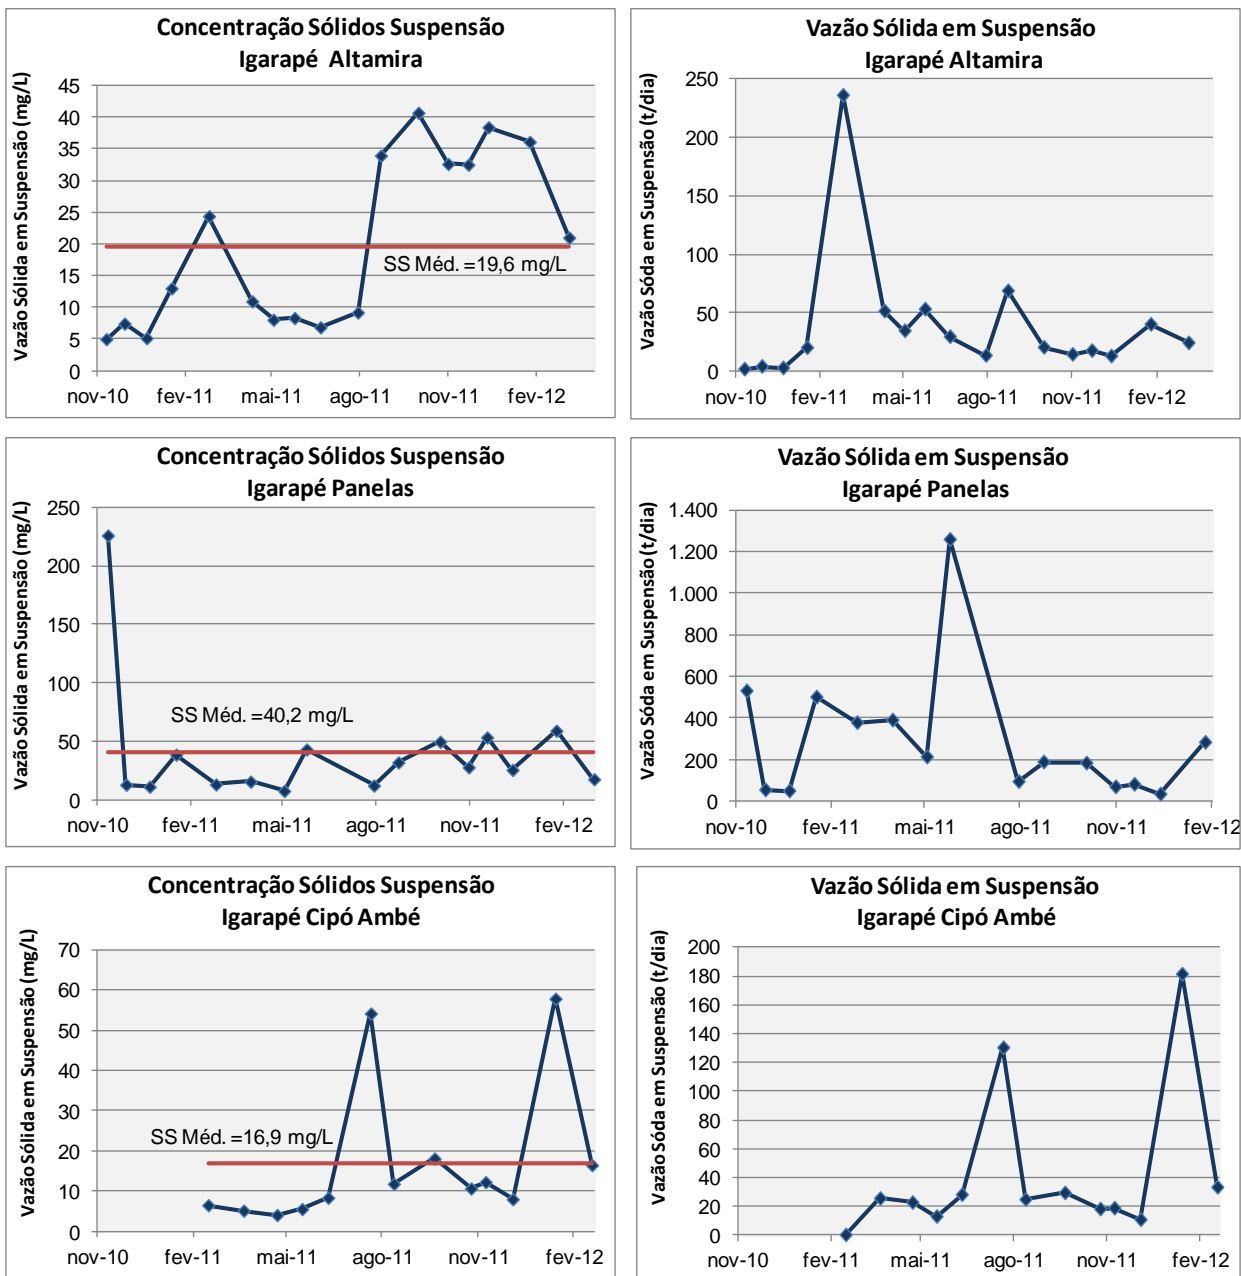 Concentração Sólidos Suspensão
Igarapé Altamira
Vazão Sólida em Suspensão (mg/L)
45
40
35
30
25
20
15
10
5
0
SS Méd. =19,6 mg/L
nov-10 fev-11 mai-11 ago-11 nov-11 fev-12
Vazão Sólida em Suspensão
Igarapé Altamira
Vazão Sóda em Suspensão (t/dia)
250
200
150
100
50
0
nov-10 fev-11 mai-11 ago-11 nov-11 fev-12
Concentração Sólidos Suspensão
Igarapé Panelas
Vazão Sólida em Suspensão (mg/L)
250
200
150
100
50
0
SS Méd. =40,2 mg/L
nov-10 fev-11 mai-11 ago-11 nov-11 fev-12
Vazão Sólida em Suspensão
Igarapé Panelas
Vazão Sóda em Suspensão (t/dia)
1.400
1.200
1.000
800
600
400
200
0
nov-10 fev-11 mai-11 ago-11 nov-11 fev-12
Concentração Sólidos Suspensão
Igarapé Cipó Ambé
Vazão Sólida em Suspensão (mg/L)
70
60
50
40
30
20
10
0
SS Méd. =16,9 mg/L
nov-10 fev-11 mai-11 ago-11 nov-11 fev-12
Vazão Sólida em Suspensão
Igarapé Cipó Ambé
Vazão Sóda em Suspensão (t/dia)
200
180
160
140
120
100
80
60
40
20
0
nov-10 fev-11 mai-11 ago-11 nov-11 fev-12